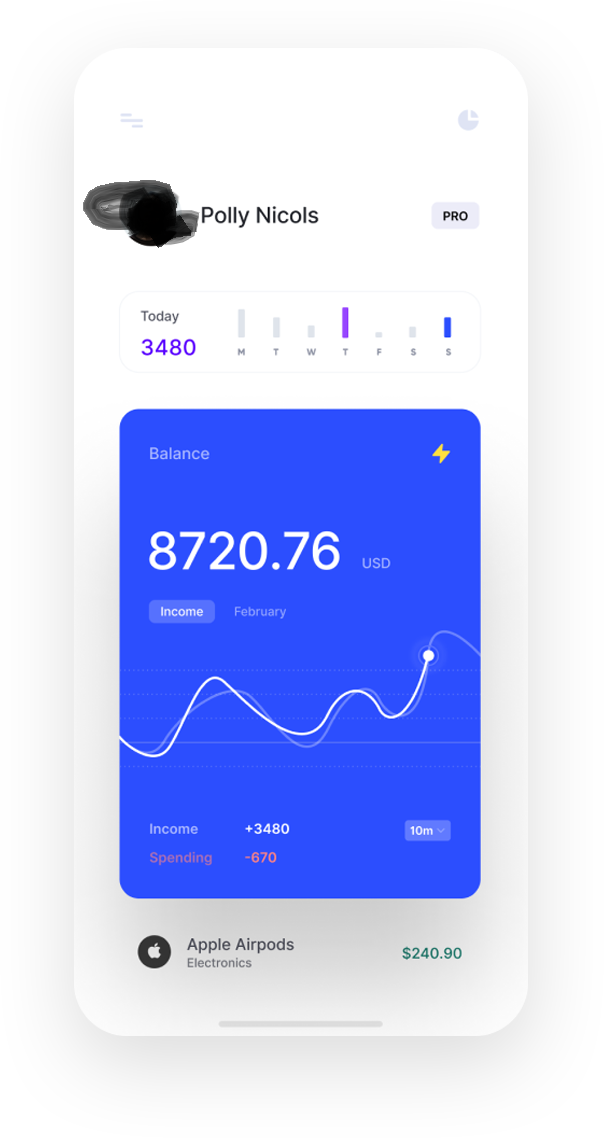 Polly Nicols PRO
Today
3480
M T W T F S S
Balance
8720.76 USD
Income February
Income +3480 10m
Spending -670
Apple Airpods
Electronics
$240.90